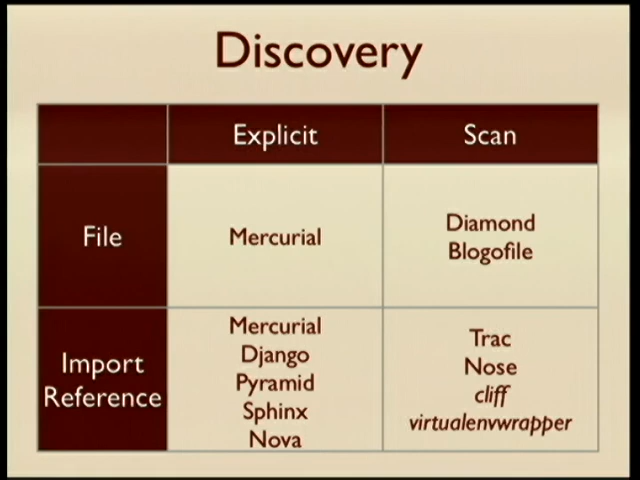 Discovery
Explicit
Scan
File
Mercurial
Diamond
Blogofile
Import
Reference
Mercurial
Django
Pyramid
Sphinx
Nova
Trac
Nose
cliff
virtualenvwrapper